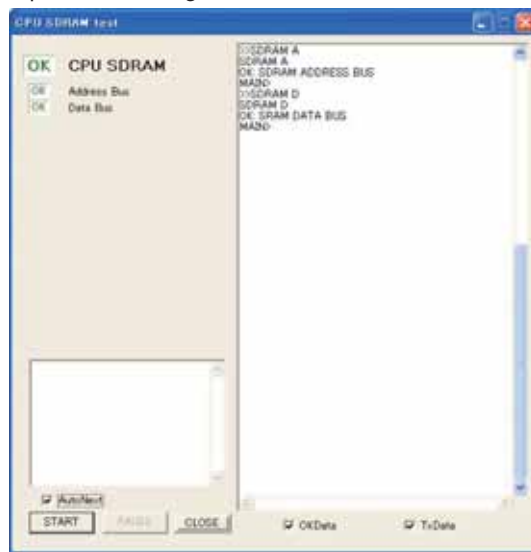 CPU SDRAM test
OK CPU SDRAM
OK Address Bus
OK Data Bus
>>SDRAM A
SDRAM A
OK: SDRAM ADDRESS BUS
MAIN>
>>SDRAM D
SDRAM D
OK: SRAM DATA BUS
MAIN>
AutoNext
START
PAUSE
CLOSE
OKData
TxData